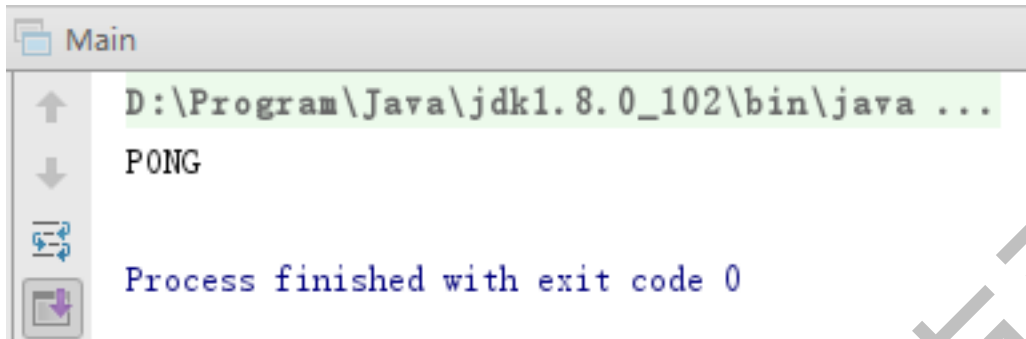 Main
D:\Program\Java\jdk1.8.0_102\bin\java ...
PONG
Process finished with exit code 0